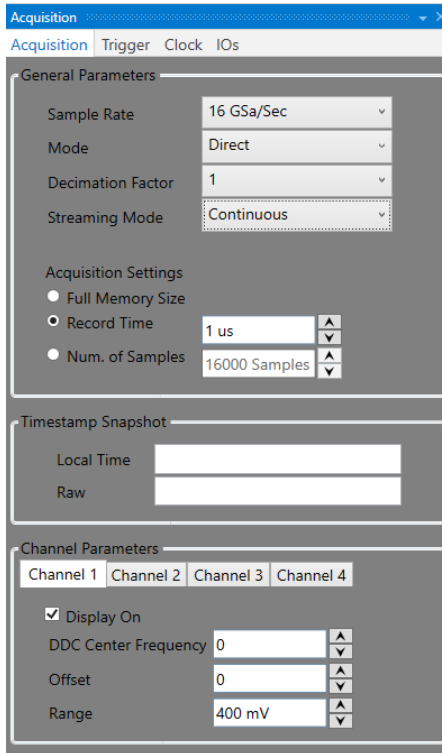 Acquisition
Acquisition Trigger Clock IOs
General Parameters
Sample Rate 16 GSa/Sec
Mode Direct
Decimation Factor 1
Streaming Mode Continuous
Acquisition Settings
Full Memory Size
Record Time 1 us
Num. of Samples 16000 Samples
Timestamp Snapshot
Local Time
Raw
Channel Parameters
Channel 1 Channel 2 Channel 3 Channel 4
Display On
DDC Center Frequency 0
Offset 0
Range 400 mV